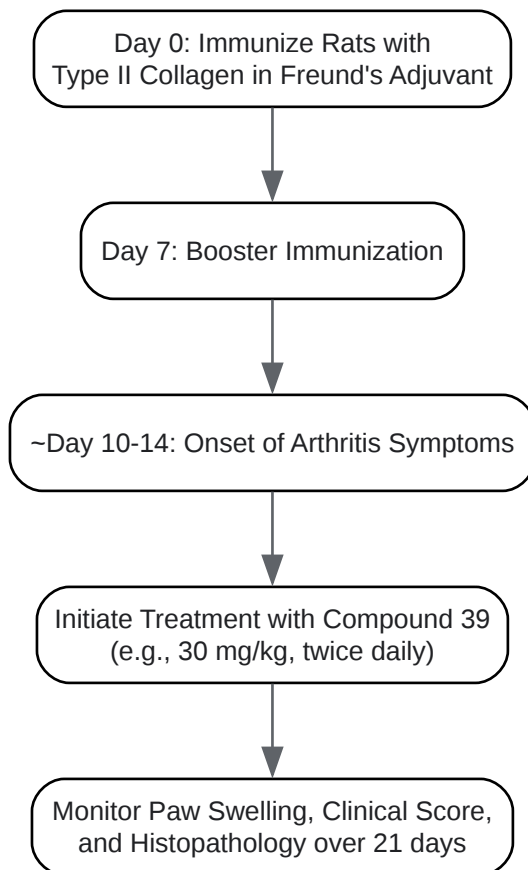 Day 0: Immunize Rats with
Type II Collagen in Freund's Adjuvant
Day 7: Booster Immunization
~Day 10-14: Onset of Arthritis Symptoms
Initiate Treatment with Compound 39
(e.g., 30 mg/kg, twice daily)
Monitor Paw Swelling, Clinical Score,
and Histopathology over 21 days